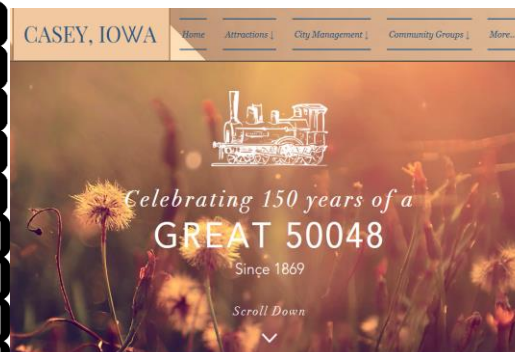 CASEY, IOWA
Home Attractions ↓ City Management ↓ Community Groups ↓ More...
Celebrating 150 years of a
GREAT 50048
Since 1869
Scroll Down